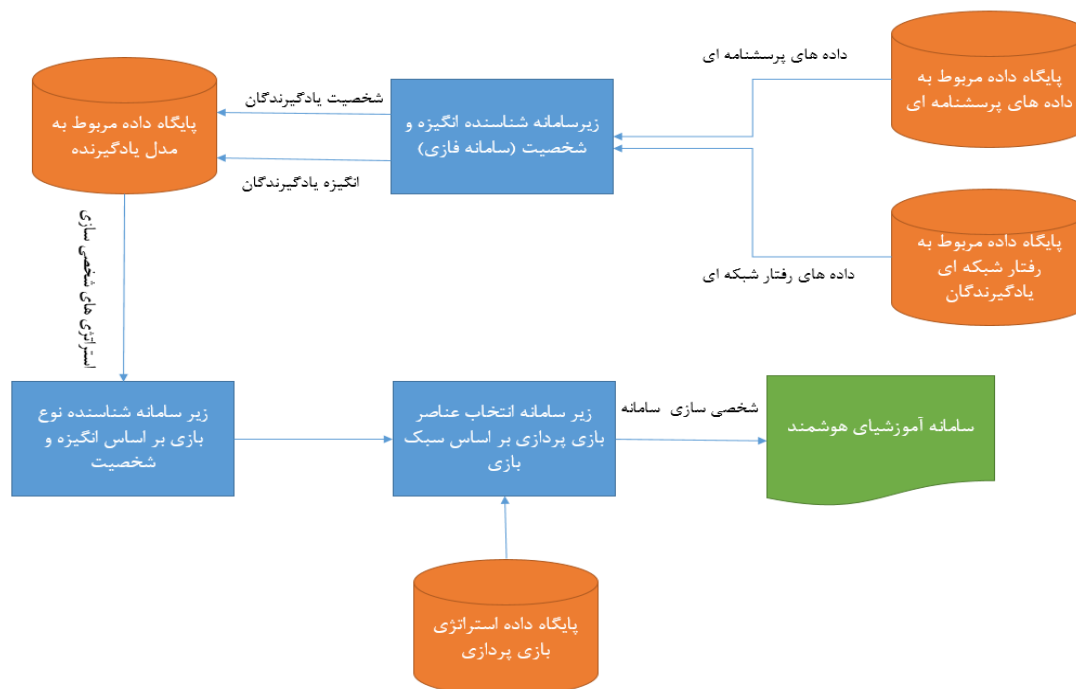 داده های پرسشنامه ای
پایگاه داده مربوط به
داده های پرسشنامه ای
شخصیت یادگیرندگان
زیرسامانه شناسنده انگیزه و
شخصیت (سامانه فازی)
پایگاه داده مربوط به
مدل یادگیرنده
انگیزه یادگیرندگان
پایگاه داده مربوط به
رفتار شبکه ای
یادگیرندگان
داده های رفتار شبکه ای
استراتژی های شخصی سازی
زیر سامانه شناسنده نوع
بازی بر اساس انگیزه و
شخصیت
زیر سامانه انتخاب عناصر
بازی پردازی بر اساس سبک
بازی
شخصی سازی سامانه
سامانه آموزشیای هوشمند
پایگاه داده استراتژی
بازی پردازی